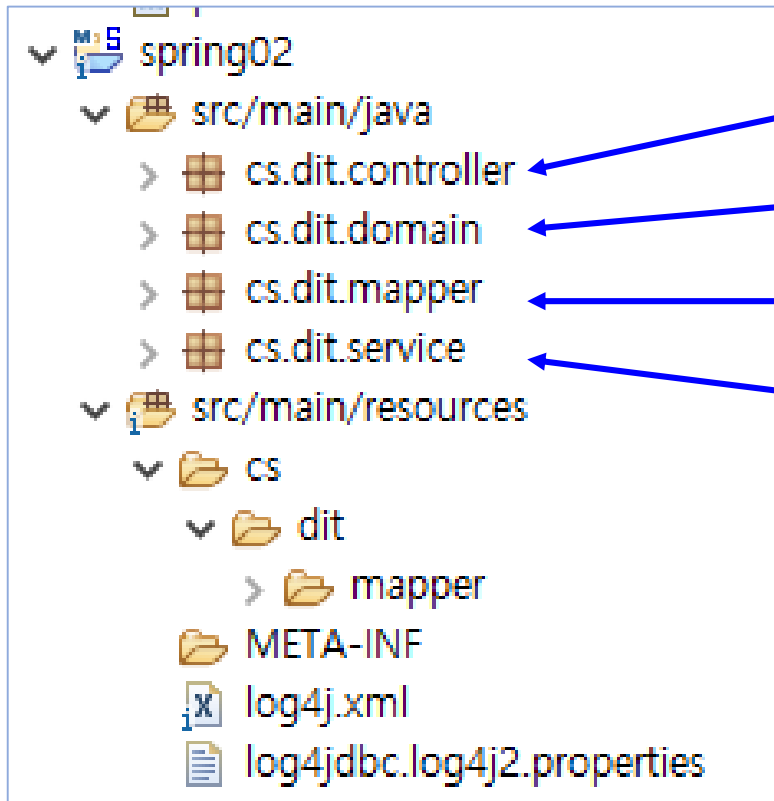 spring02
src/main/java
cs.dit.controller
cs.dit.domain
cs.dit.mapper
cs.dit.service
src/main/resources
cs
dit
mapper
META-INF
log4j.xml
log4jdbc.log4j2.properties